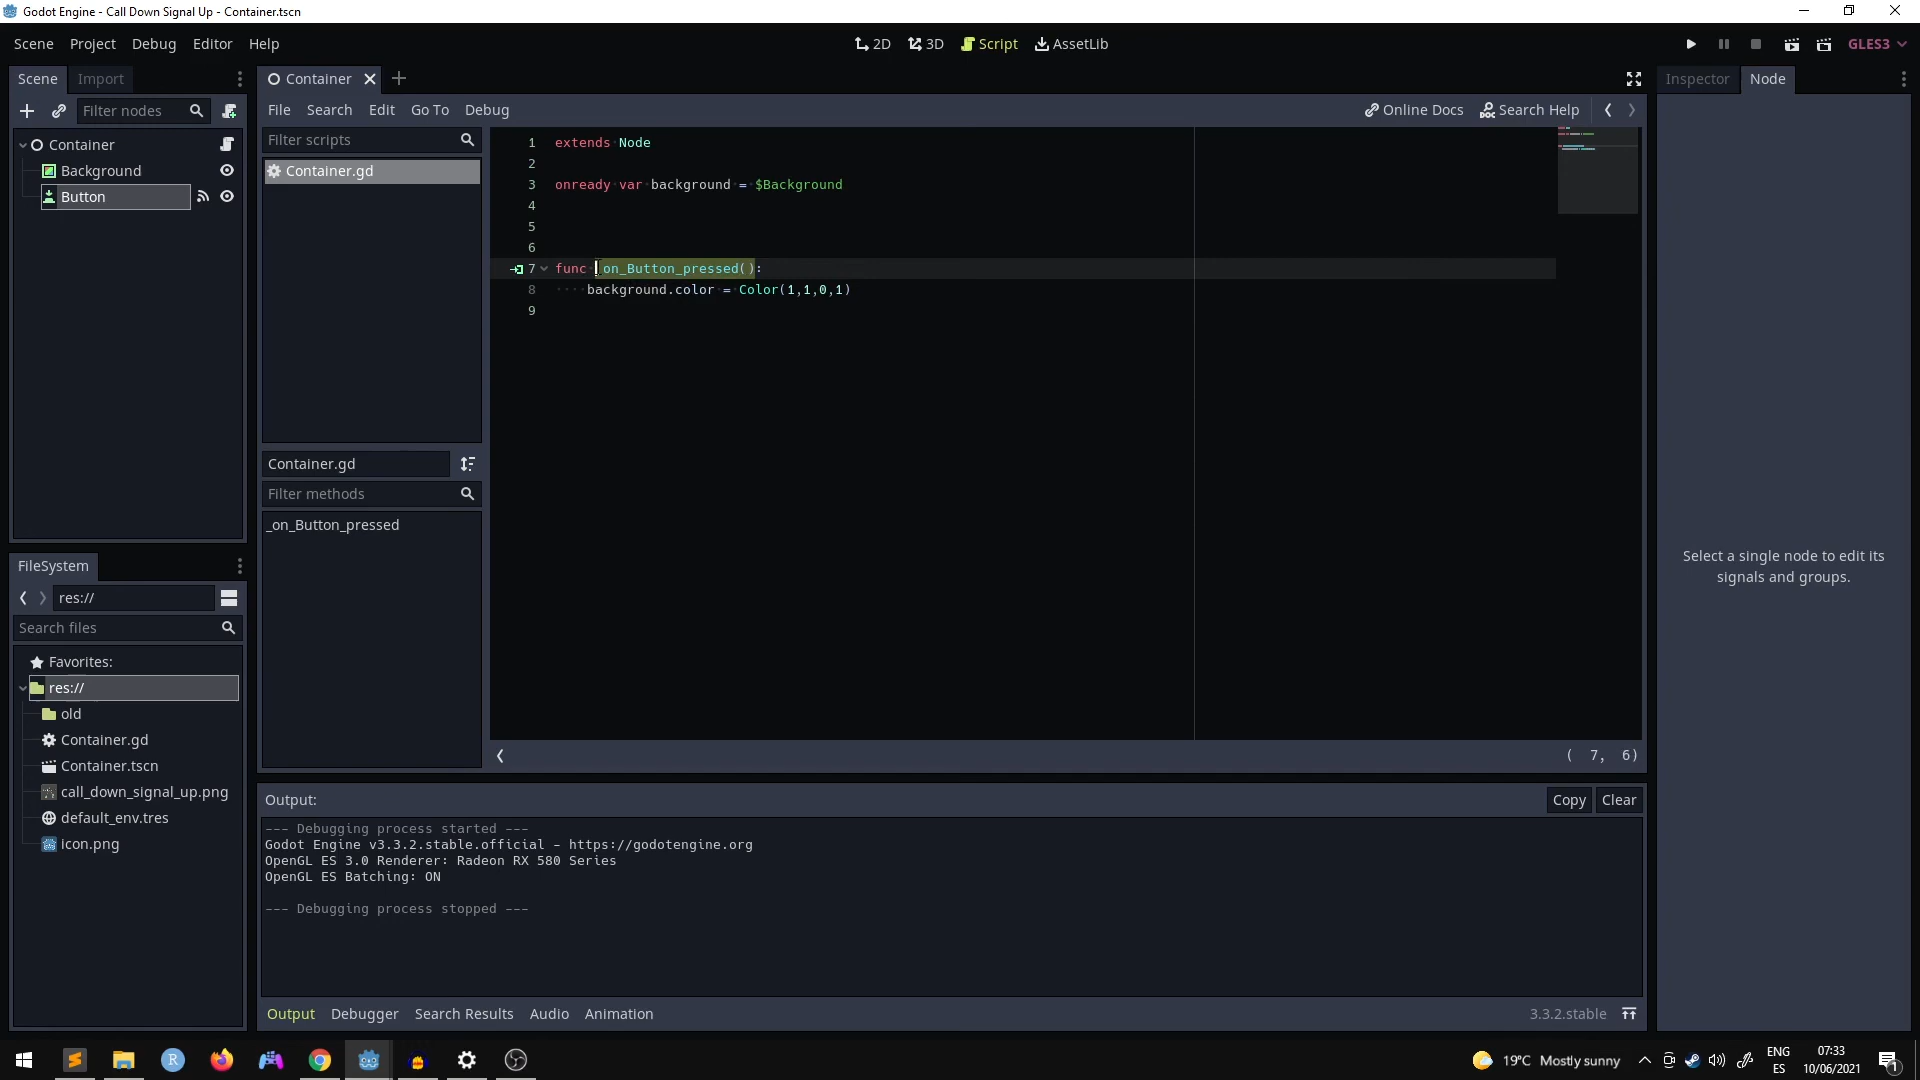 Godot Engine - Call Down Signal Up - Container.tscn
Scene Project Debug Editor Help
2D 3D Script AssetLib
GLES3
Scene Import
Filter nodes
Container
Background
Button
Container
File Search Edit Go To Debug
Online Docs Search Help
Filter scripts
Container.gd
Container.gd
Filter methods
_on_Button_pressed
1 extends Node
2
3 onready var background = $Background
4
5
6
7 func _on_Button_pressed():
8 background.color = Color(1,1,0,1)
9
( 7, 6)
Inspector Node
Select a single node to edit its
signals and groups.
FileSystem
res://
Search files
Favorites:
res://
old
Container.gd
Container.tscn
call_down_signal_up.png
default_env.tres
icon.png
Output:
Copy Clear
--- Debugging process started ---
Godot Engine v3.3.2.stable.official - https://godotengine.org
OpenGL ES 3.0 Renderer: Radeon RX 580 Series
OpenGL ES Batching: ON
--- Debugging process stopped ---
Output Debugger Search Results Audio Animation
3.3.2.stable
19°C Mostly sunny
ENG
ES
07:33
10/06/2021
1